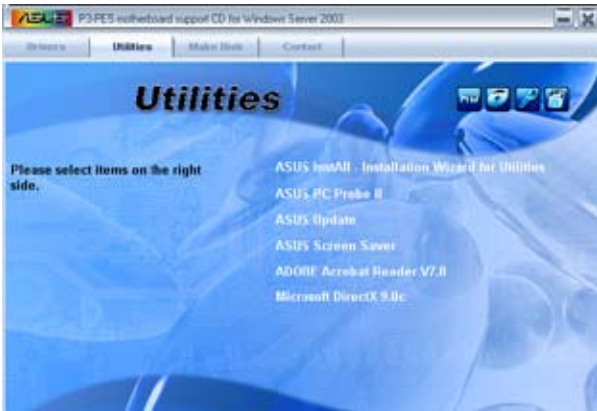 ASUS P3-PE5 motherboard support CD for Windows Server 2003
Drivers Utilities Make Disk Contact
Utilities
Please select items on the right side.
ASUS InstAll - Installation Wizard for Utilities
ASUS PC Probe II
ASUS Update
ASUS Screen Saver
ADOBE Acrobat Reader V7.0
Microsoft DirectX 9.0c